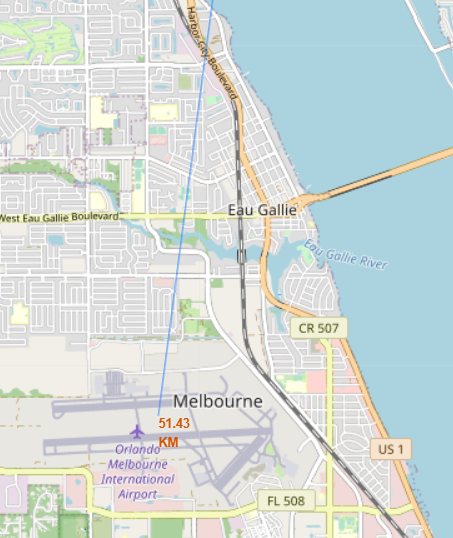 Harbor City Boulevard
West Eau Gallie Boulevard
Eau Gallie
Eau Gallie River
CR 507
Melbourne
51.43
KM
Orlando
Melbourne
International
Airport
US 1
FL 508